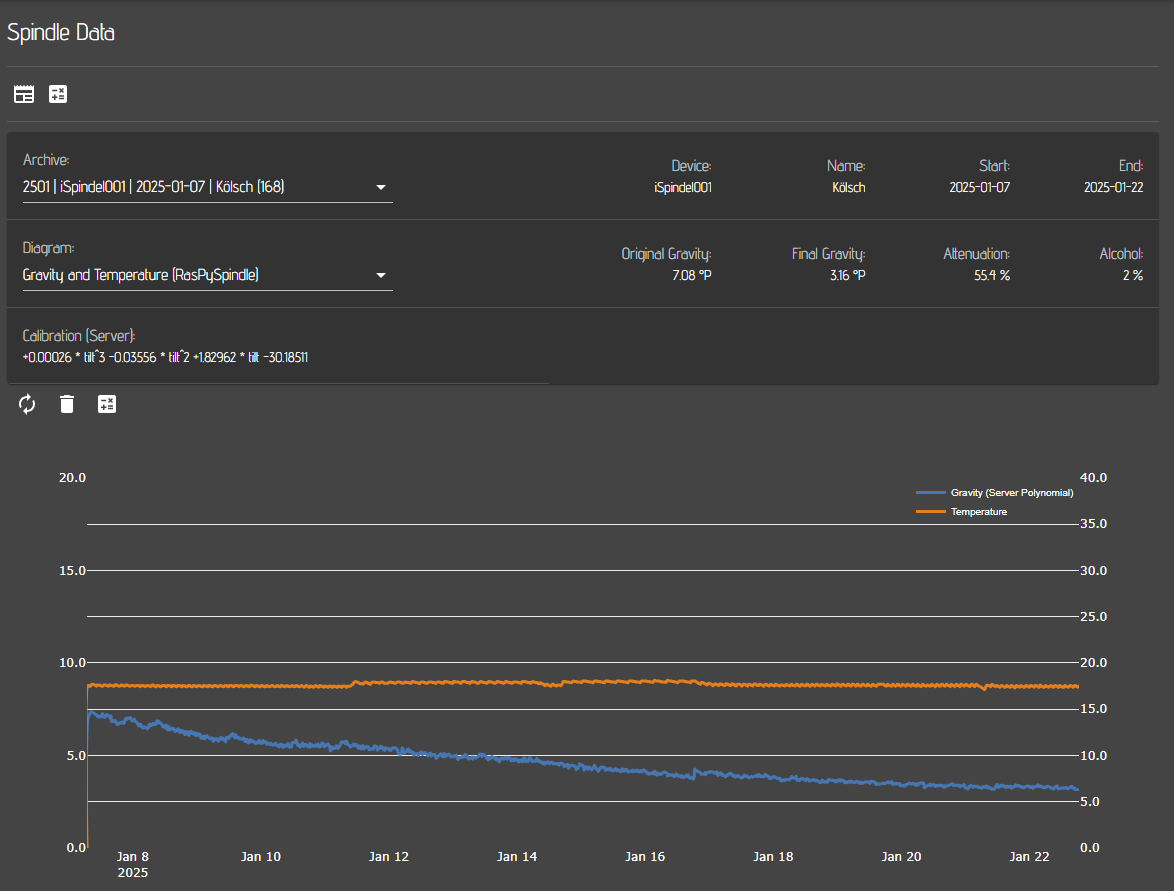 Spindle Data
Archive:
2501 | iSpindel001 | 2025-01-07 | Kölsch (168)
Device:
iSpindel001
Name:
Kölsch
Start:
2025-01-07
End:
2025-01-22
Diagram:
Gravity and Temperature (RasPySpindle)
Original Gravity:
7.08 °P
Final Gravity:
3.16 °P
Attenuation:
55.4 %
Alcohol:
2 %
Calibration (Server):
+0.00026 * tilt^3 -0.03556 * tilt^2 +1.82962 * tilt -30.18511
20.0
15.0
10.0
5.0
0.0
Gravity (Server Polynomial)
Temperature
40.0
35.0
30.0
25.0
20.0
15.0
10.0
5.0
0.0
Jan 8
2025
Jan 10
Jan 12
Jan 14
Jan 16
Jan 18
Jan 20
Jan 22